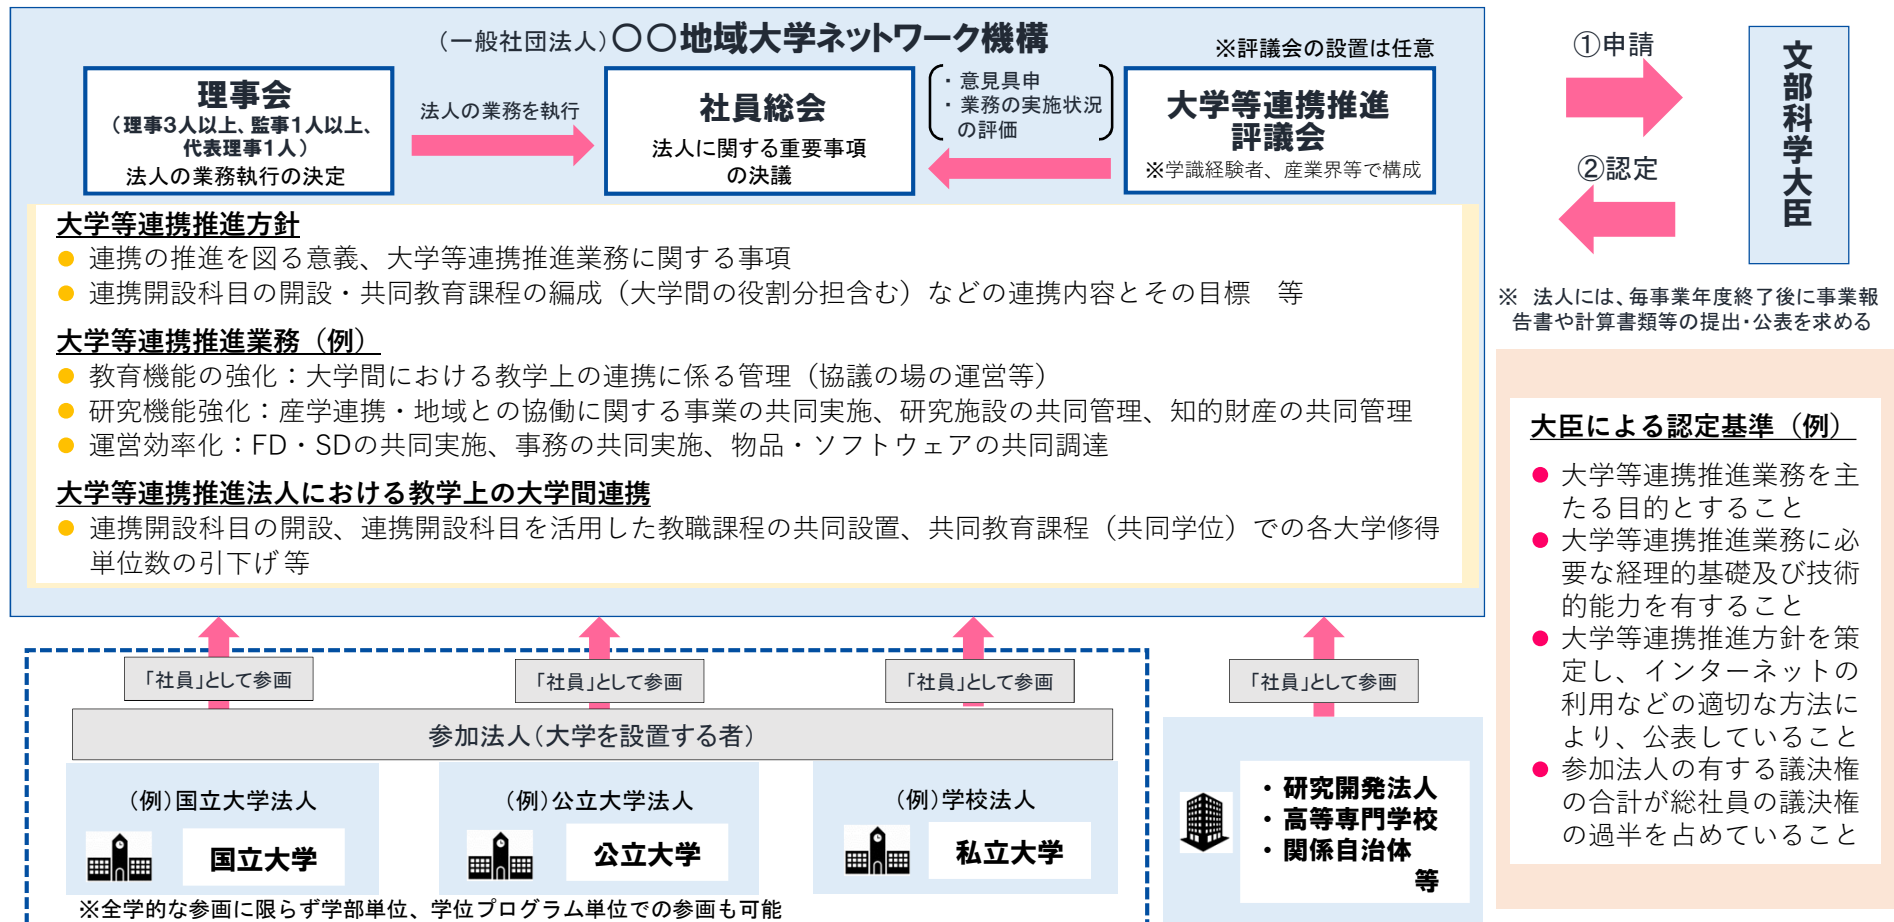 （一般社団法人）〇〇地域大学ネットワーク機構
※評議会の設置は任意
理事会
（理事3人以上、監事1人以上、
代表理事1人）
法人の業務執行の決定
法人の業務を執行
社員総会
法人に関する重要事項
の決議
・意見具申
・業務の実施状況
の評価
大学等連携推進
評議会
※学識経験者、産業界等で構成
大学等連携推進方針
● 連携の推進を図る意義、大学等連携推進業務に関する事項
● 連携開設科目の開設・共同教育課程の編成（大学間の役割分担含む）などの連携内容とその目標　等
大学等連携推進業務（例）
● 教育機能の強化：大学間における教学上の連携に係る管理（協議の場の運営等）
● 研究機能強化：産学連携・地域との協働に関する事業の共同実施、研究施設の共同管理、知的財産の共同管理
● 運営効率化：FD・SDの共同実施、事務の共同実施、物品・ソフトウェアの共同調達
大学等連携推進法人における教学上の大学間連携
● 連携開設科目の開設、連携開設科目を活用した教職課程の共同設置、共同教育課程（共同学位）での各大学修得
単位数の引下げ 等
①申請
②認定
文部科学大臣
※　法人には、毎事業年度終了後に事業報
告書や計算書類等の提出・公表を求める
大臣による認定基準（例）
● 大学等連携推進業務を主
たる目的とすること
● 大学等連携推進業務に必
要な経理的基礎及び技術
的能力を有すること
● 大学等連携推進方針を策
定し、インターネットの
利用などの適切な方法に
より、公表していること
● 参加法人の有する議決権
の合計が総社員の議決権
の過半を占めていること
「社員」として参画
「社員」として参画
「社員」として参画
「社員」として参画
参加法人（大学を設置する者）
（例）国立大学法人
国立大学
（例）公立大学法人
公立大学
（例）学校法人
私立大学
・研究開発法人
・高等専門学校
・関係自治体
等
※全学的な参画に限らず学部単位、学位プログラム単位での参画も可能